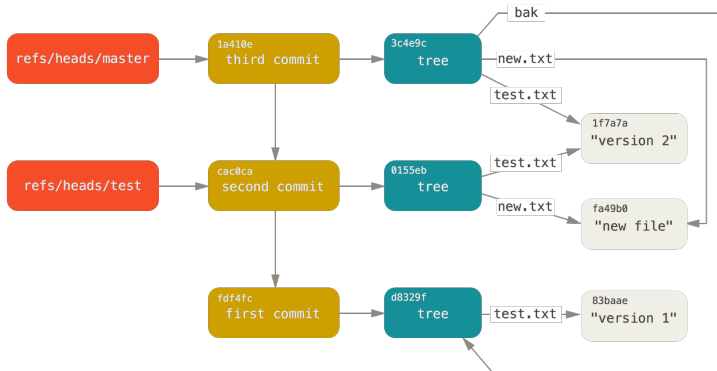 bak
1a410e
3c4e9c
refs/heads/master
third commit
tree
new.txt
test.txt
1f7a7a
"version 2"
cac0ca
0155eb
test.txt
refs/heads/test
second commit
tree
new.txt
fa49b0
"new file"
fdf4fc
d8329f
83baae
first commit
tree
test.txt
"version 1"